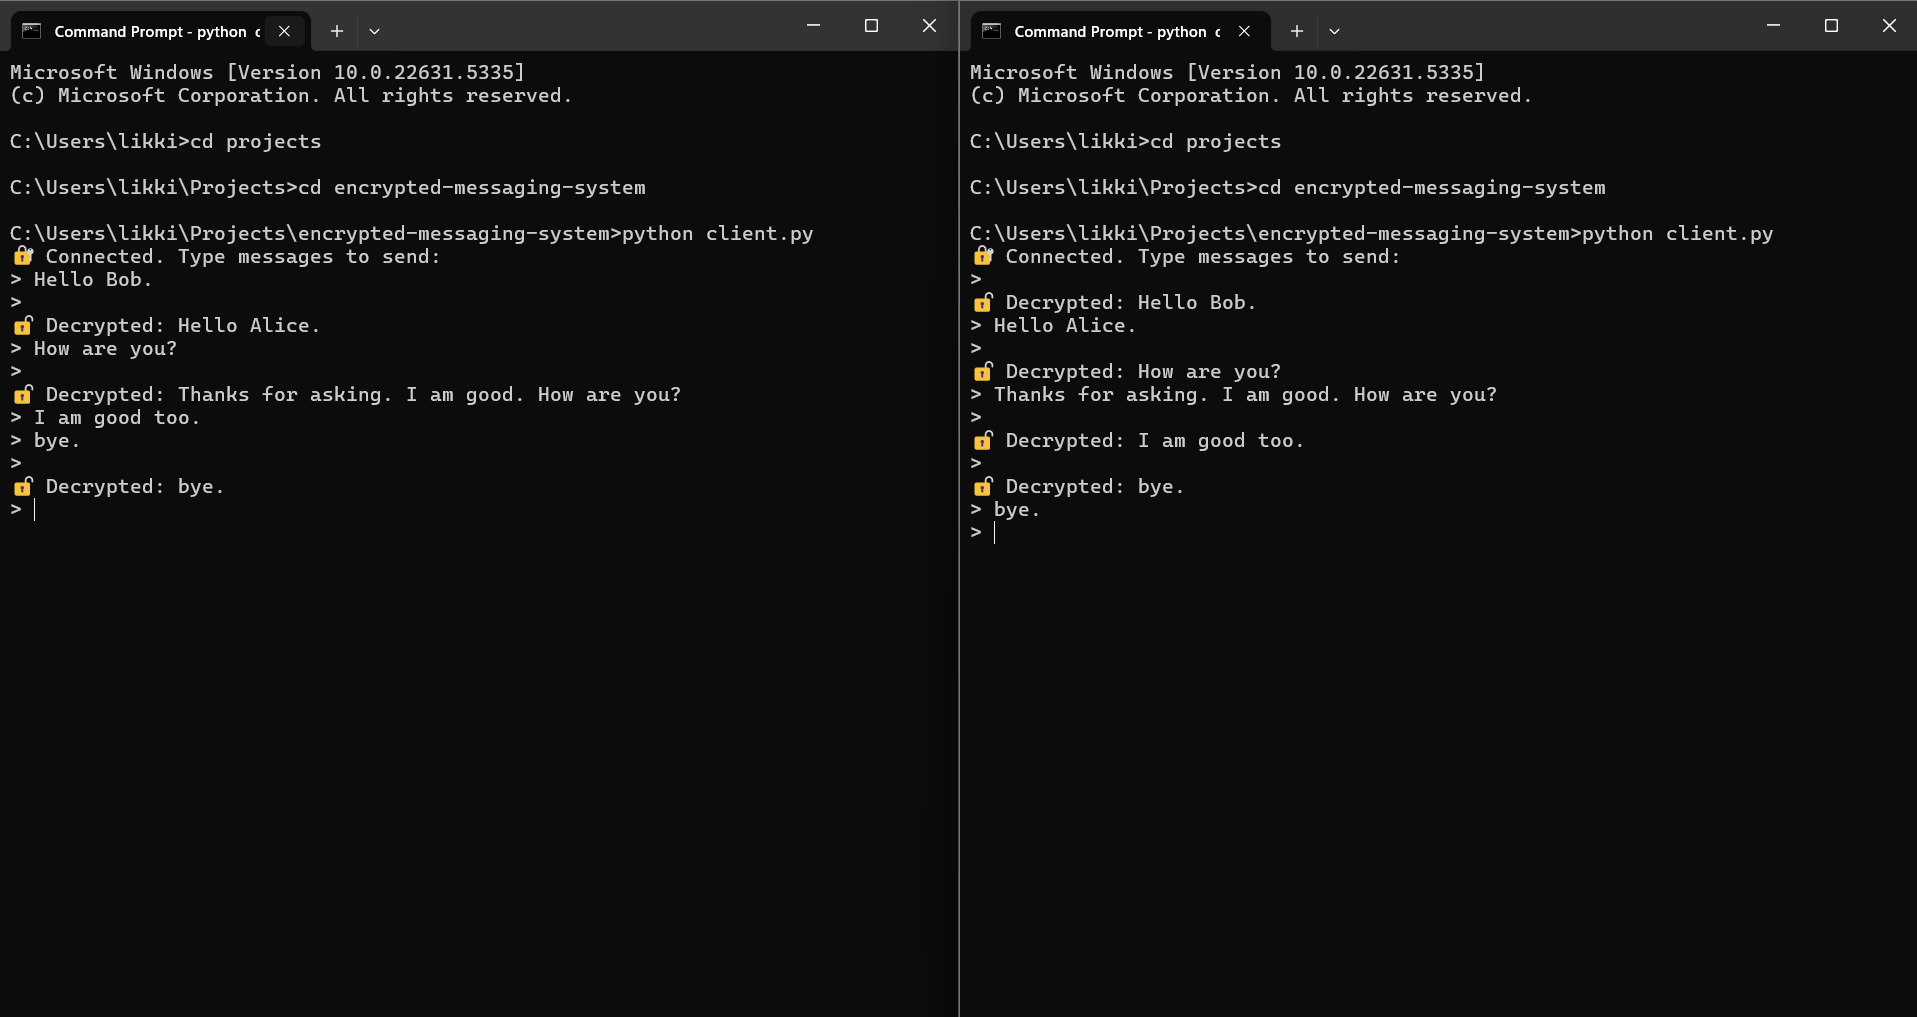 Command Prompt - python c
Microsoft Windows [Version 10.0.22631.5335]
(c) Microsoft Corporation. All rights reserved.
C:\Users\likki>cd projects
C:\Users\likki\Projects>cd encrypted-messaging-system
C:\Users\likki\Projects\encrypted-messaging-system>python client.py
🔐 Connected. Type messages to send:
> Hello Bob.
>
🔓 Decrypted: Hello Alice.
> How are you?
>
🔓 Decrypted: Thanks for asking. I am good. How are you?
> I am good too.
> bye.
>
🔓 Decrypted: bye.
>
Command Prompt - python c
Microsoft Windows [Version 10.0.22631.5335]
(c) Microsoft Corporation. All rights reserved.
C:\Users\likki>cd projects
C:\Users\likki\Projects>cd encrypted-messaging-system
C:\Users\likki\Projects\encrypted-messaging-system>python client.py
🔐 Connected. Type messages to send:
>
🔓 Decrypted: Hello Bob.
> Hello Alice.
>
🔓 Decrypted: How are you?
> Thanks for asking. I am good. How are you?
>
🔓 Decrypted: I am good too.
>
🔓 Decrypted: bye.
> bye.
>